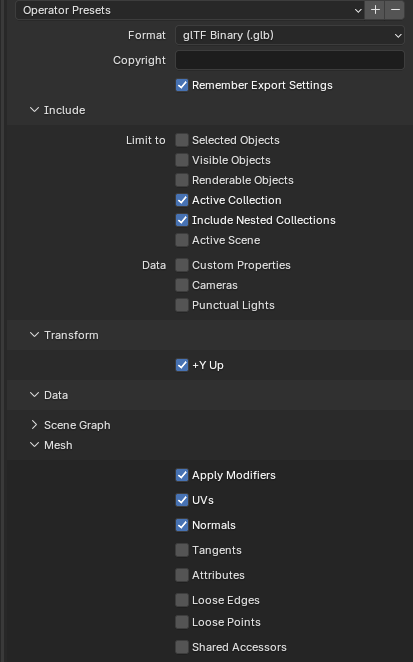 Operator Presets
Format glTF Binary (.glb)
Copyright
Remember Export Settings
Include
Limit to Selected Objects
Visible Objects
Renderable Objects
Active Collection
Include Nested Collections
Active Scene
Data Custom Properties
Cameras
Punctual Lights
Transform
+Y Up
Data
Scene Graph
Mesh
Apply Modifiers
UVs
Normals
Tangents
Attributes
Loose Edges
Loose Points
Shared Accessors